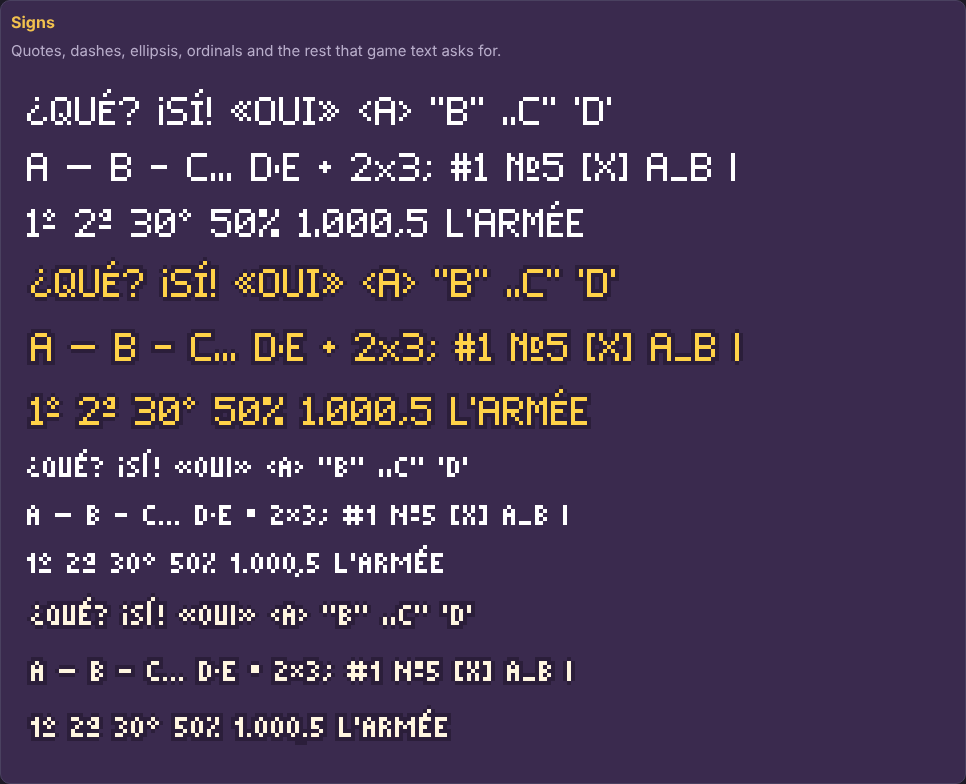 Signs
Quotes, dashes, ellipsis, ordinals and the rest that game text asks for.
¿QUÉ? ¡SÍ! «OUI» ‹A› "B" „C" 'D'
A — B – C… D·E • 2×3; #1 №5 [X] A_B |
1º 2ª 30° 50% 1.000,5 L'ARMÉE
¿QUÉ? ¡SÍ! «OUI» ‹A› "B" „C" 'D'
A — B – C… D·E • 2×3; #1 №5 [X] A_B |
1º 2ª 30° 50% 1.000,5 L'ARMÉE
¿QUÉ? ¡SÍ! «OUI» ‹A› "B" „C" 'D'
A — B – C… D·E • 2×3; #1 №5 [X] A_B |
1º 2ª 30° 50% 1.000,5 L'ARMÉE
¿QUÉ? ¡SÍ! «OUI» ‹A› "B" „C" 'D'
A — B – C… D·E • 2×3; #1 №5 [X] A_B |
1º 2ª 30° 50% 1.000,5 L'ARMÉE